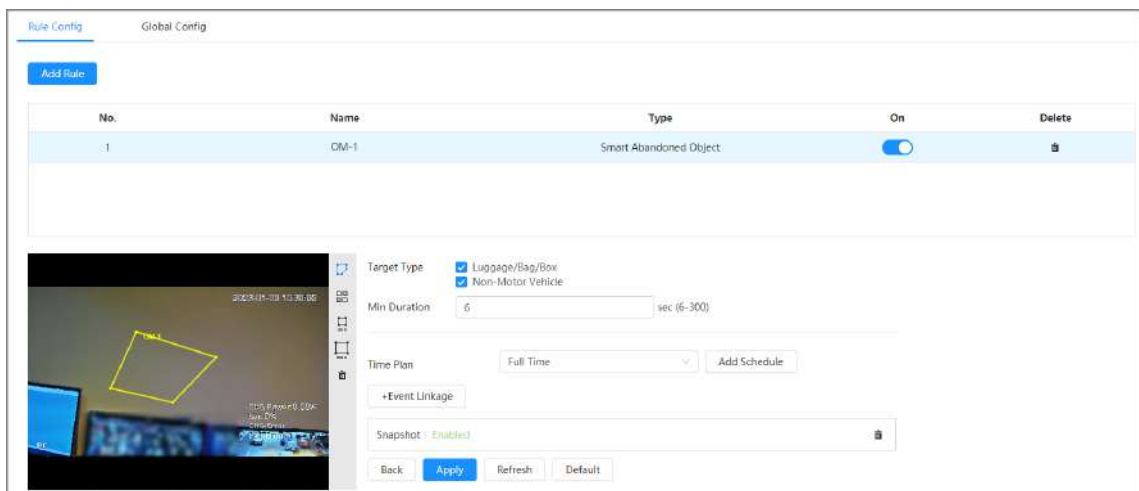 Rule Config Global Config
Add Rule
No. Name Type On Delete
1 OM-1 Smart Abandoned Object
Target Type Luggage/Bag/Box
Non-Motor Vehicle
Min Duration 6 sec (6-300)
Time Plan Full Time Add Schedule
+Event Linkage
Snapshot : Enabled
Back Apply Refresh Default
OM-1